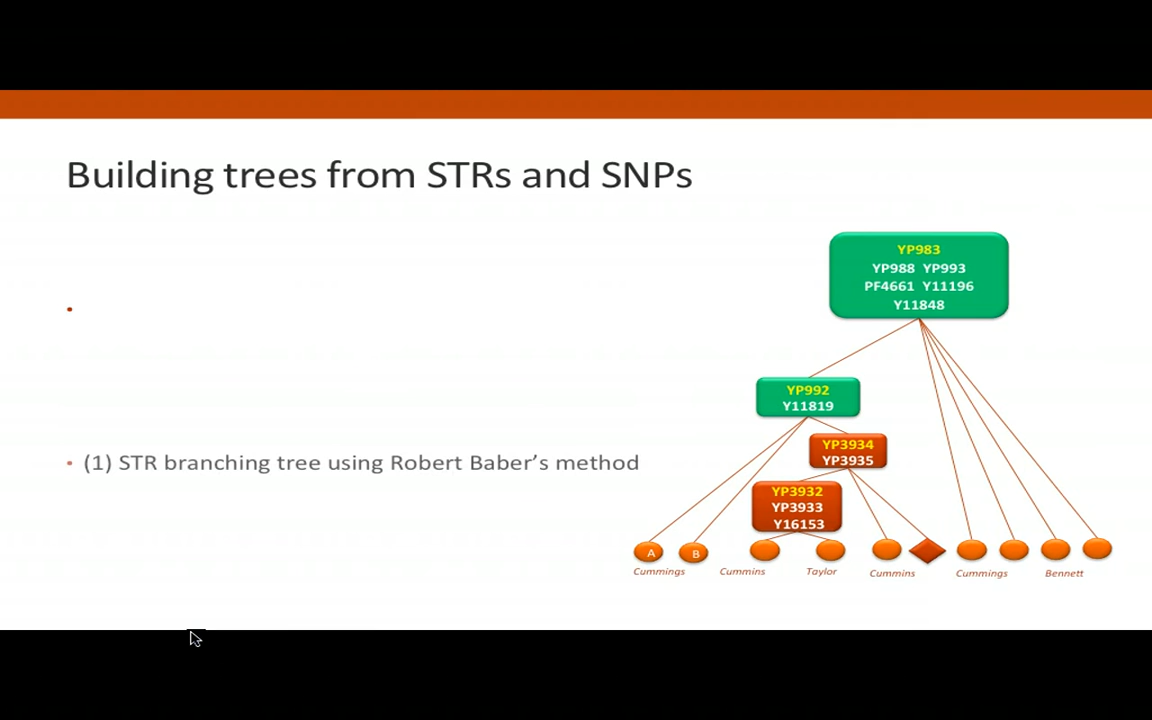 Building trees from STRs and SNPs
YP983
YP988 YP993
PF4661 Y11196
Y11848
YP992
Y11819
YP3934
YP3935
• (1) STR branching tree using Robert Baber’s method
YP3932
YP3933
Y16153
A B
Cummings Cummins Taylor Cummins Cummings Bennett